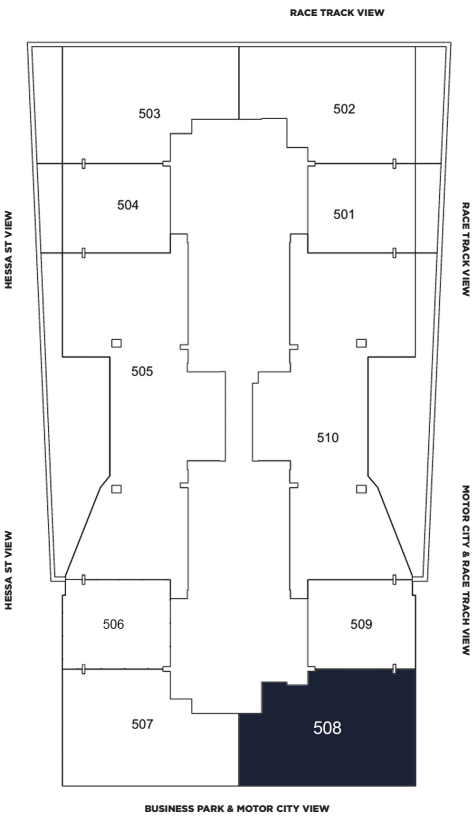 RACE TRACK VIEW
503
502
504
501
HESSA ST VIEW
RACE TRACK VIEW
505
510
HESSA ST VIEW
MOTOR CITY & RACE TRACH VIEW
506
509
507
508
BUSINESS PARK & MOTOR CITY VIEW